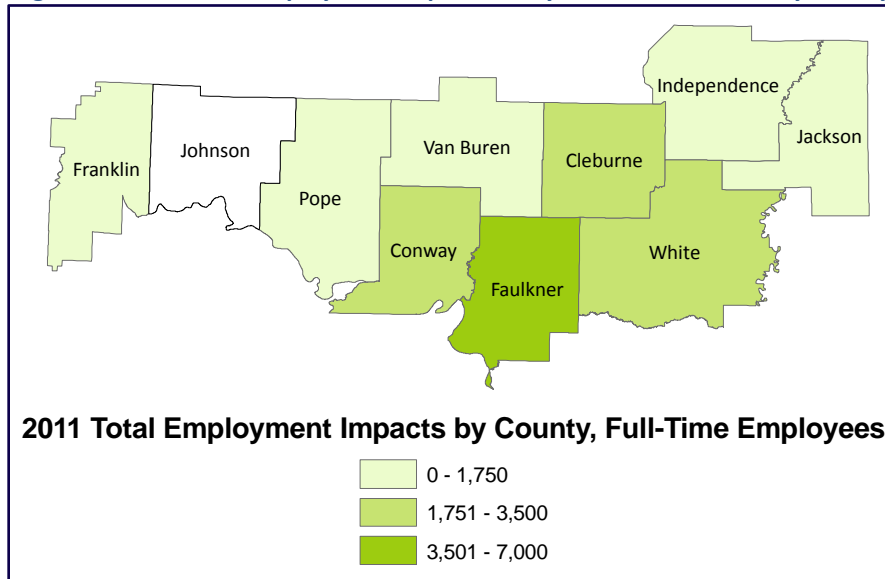 Independence
Jackson
Johnson
Van Buren
Cleburne
Franklin
Pope
Conway
White
Faulkner
2011 Total Employment Impacts by County, Full-Time Employees
0 - 1,750
1,751 - 3,500
3,501 - 7,000